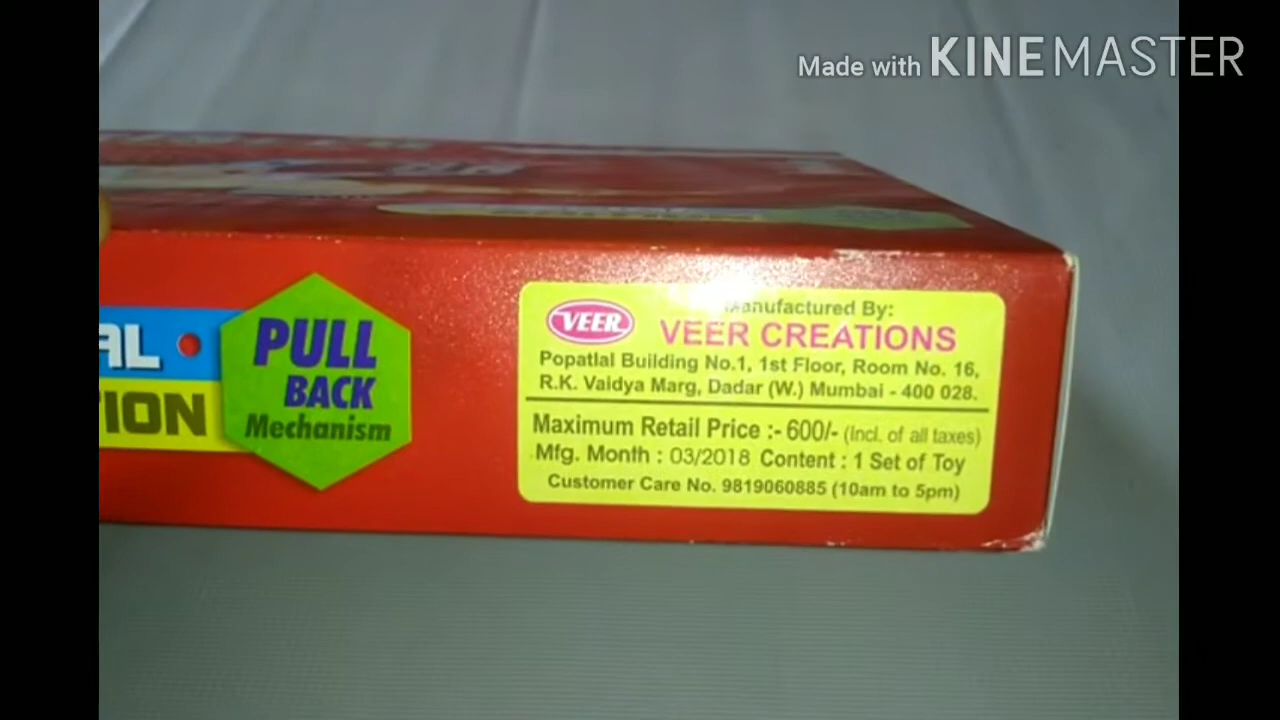 Made with KINEMASTER
AL
TION
PULL
BACK
Mechanism
VEER
Manufactured By:
VEER CREATIONS
Popatlal Building No.1, 1st Floor, Room No. 16,
R.K. Vaidya Marg, Dadar (W.) Mumbai - 400 028.
Maximum Retail Price :- 600/- (Incl. of all taxes)
Mfg. Month : 03/2018 Content : 1 Set of Toy
Customer Care No. 9819060885 (10am to 5pm)